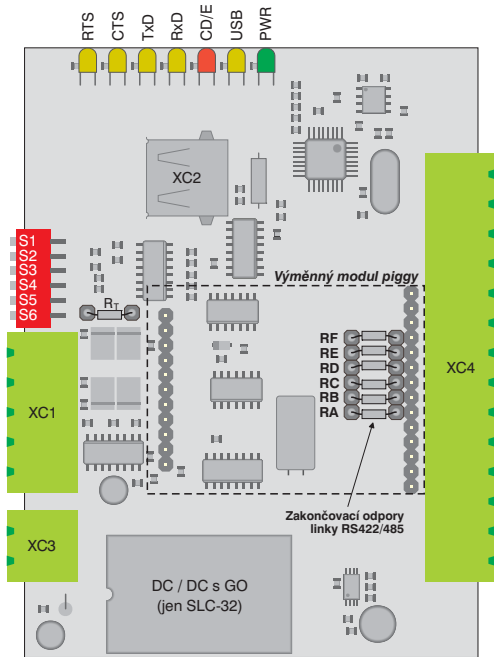 RTS
CTS
TxD
RxD
CD/E
USB
PWR
XC2
S1
S2
S3
S4
S5
S6
Výměnný modul piggy
RT
RF
RE
RD
RC
RB
RA
XC4
XC1
Zakončovací odpory
linky RS422/485
XC3
DC / DC s GO
(jen SLC-32)